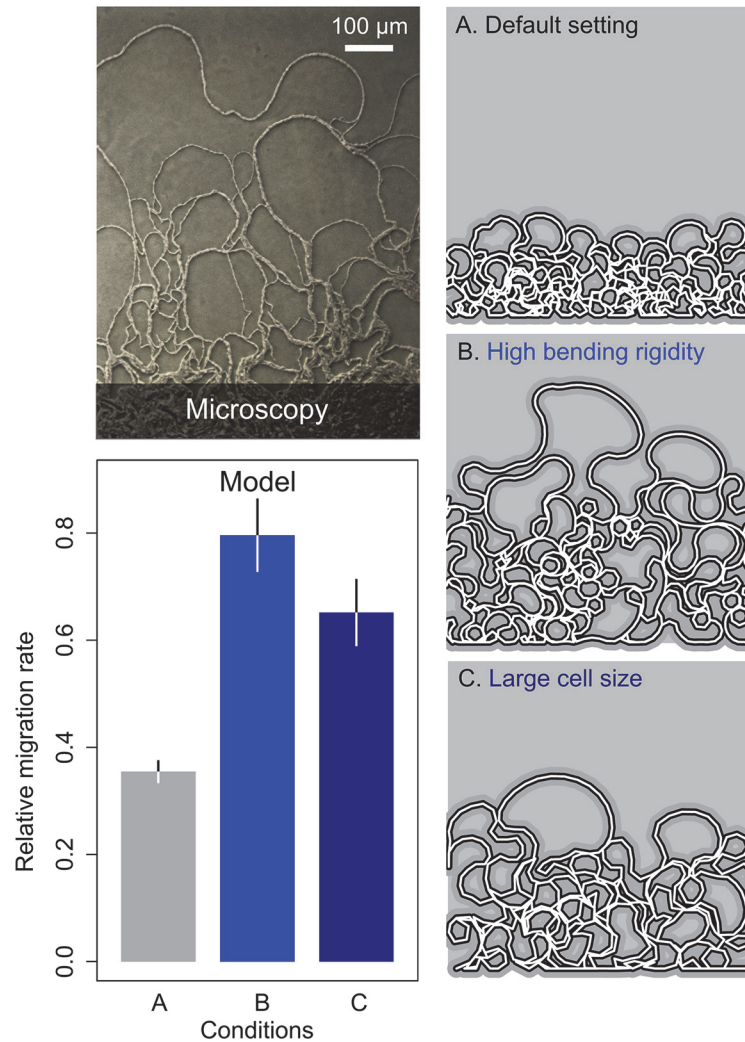 100 µm
Microscopy
A. Default setting
B. High bending rigidity
C. Large cell size
Model
Relative migration rate
0.8
0.6
0.4
0.2
0.0
A
B
C
Conditions